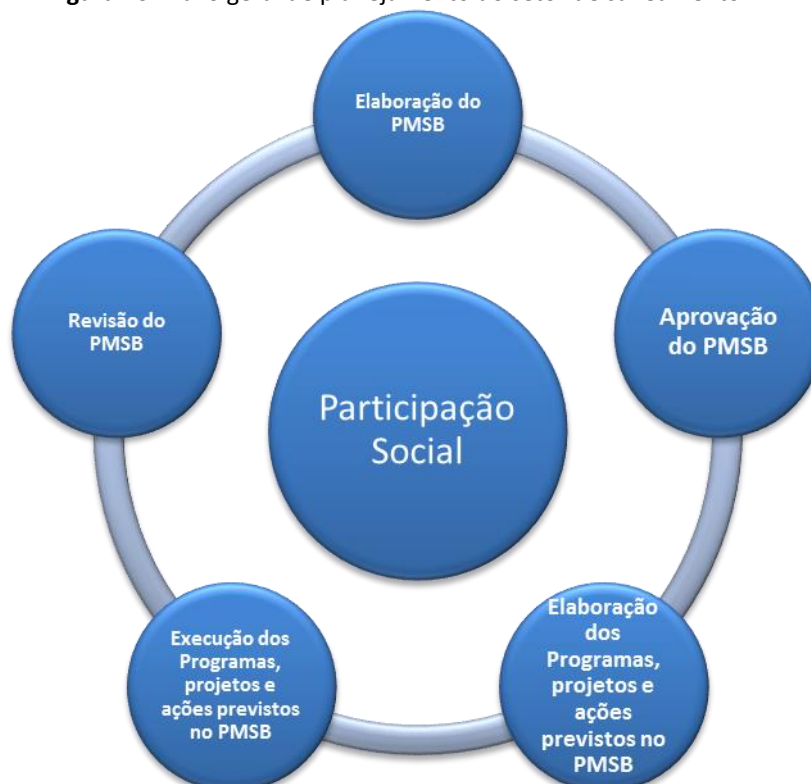 Elaboração do
PMSB
Aprovação
do PMSB
Elaboração
dos
Programas,
projetos e
ações
previstos no
PMSB
Execução dos
Programas,
projetos e
ações previstos
no PMSB
Revisão do
PMSB
Participação
Social